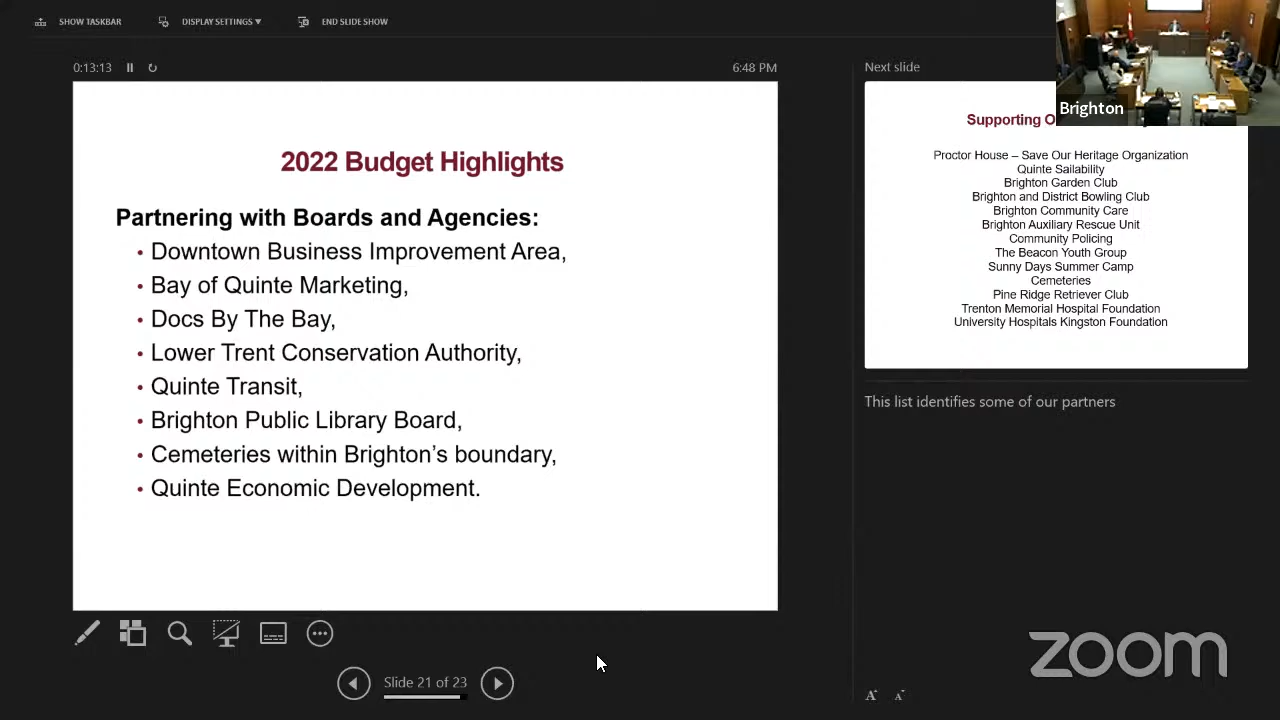 SHOW TASKBAR
DISPLAY SETTINGS
END SLIDE SHOW
0:13:13
6:48 PM
2022 Budget Highlights
Partnering with Boards and Agencies:
• Downtown Business Improvement Area,
• Bay of Quinte Marketing,
• Docs By The Bay,
• Lower Trent Conservation Authority,
• Quinte Transit,
• Brighton Public Library Board,
• Cemeteries within Brighton’s boundary,
• Quinte Economic Development.
Slide 21 of 23
Next slide
Brighton
Supporting
Proctor House – Save Our Heritage Organization
Quinte Sailability
Brighton Garden Club
Brighton and District Bowling Club
Brighton Community Care
Brighton Auxiliary Rescue Unit
Community Policing
The Beacon Youth Group
Sunny Days Summer Camp
Cemeteries
Pine Ridge Retriever Club
Trenton Memorial Hospital Foundation
University Hospitals Kingston Foundation
This list identifies some of our partners
A A
zoom